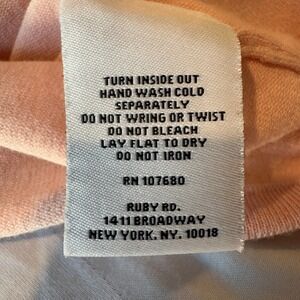 TURN INSIDE OUT
HAND WASH COLD
SEPARATELY
DO NOT WRING OR TWIST
DO NOT BLEACH
LAY FLAT TO DRY
DO NOT IRON
RN 107680
RUBY RD.
1411 BROADWAY
NEW YORK, NY. 10018